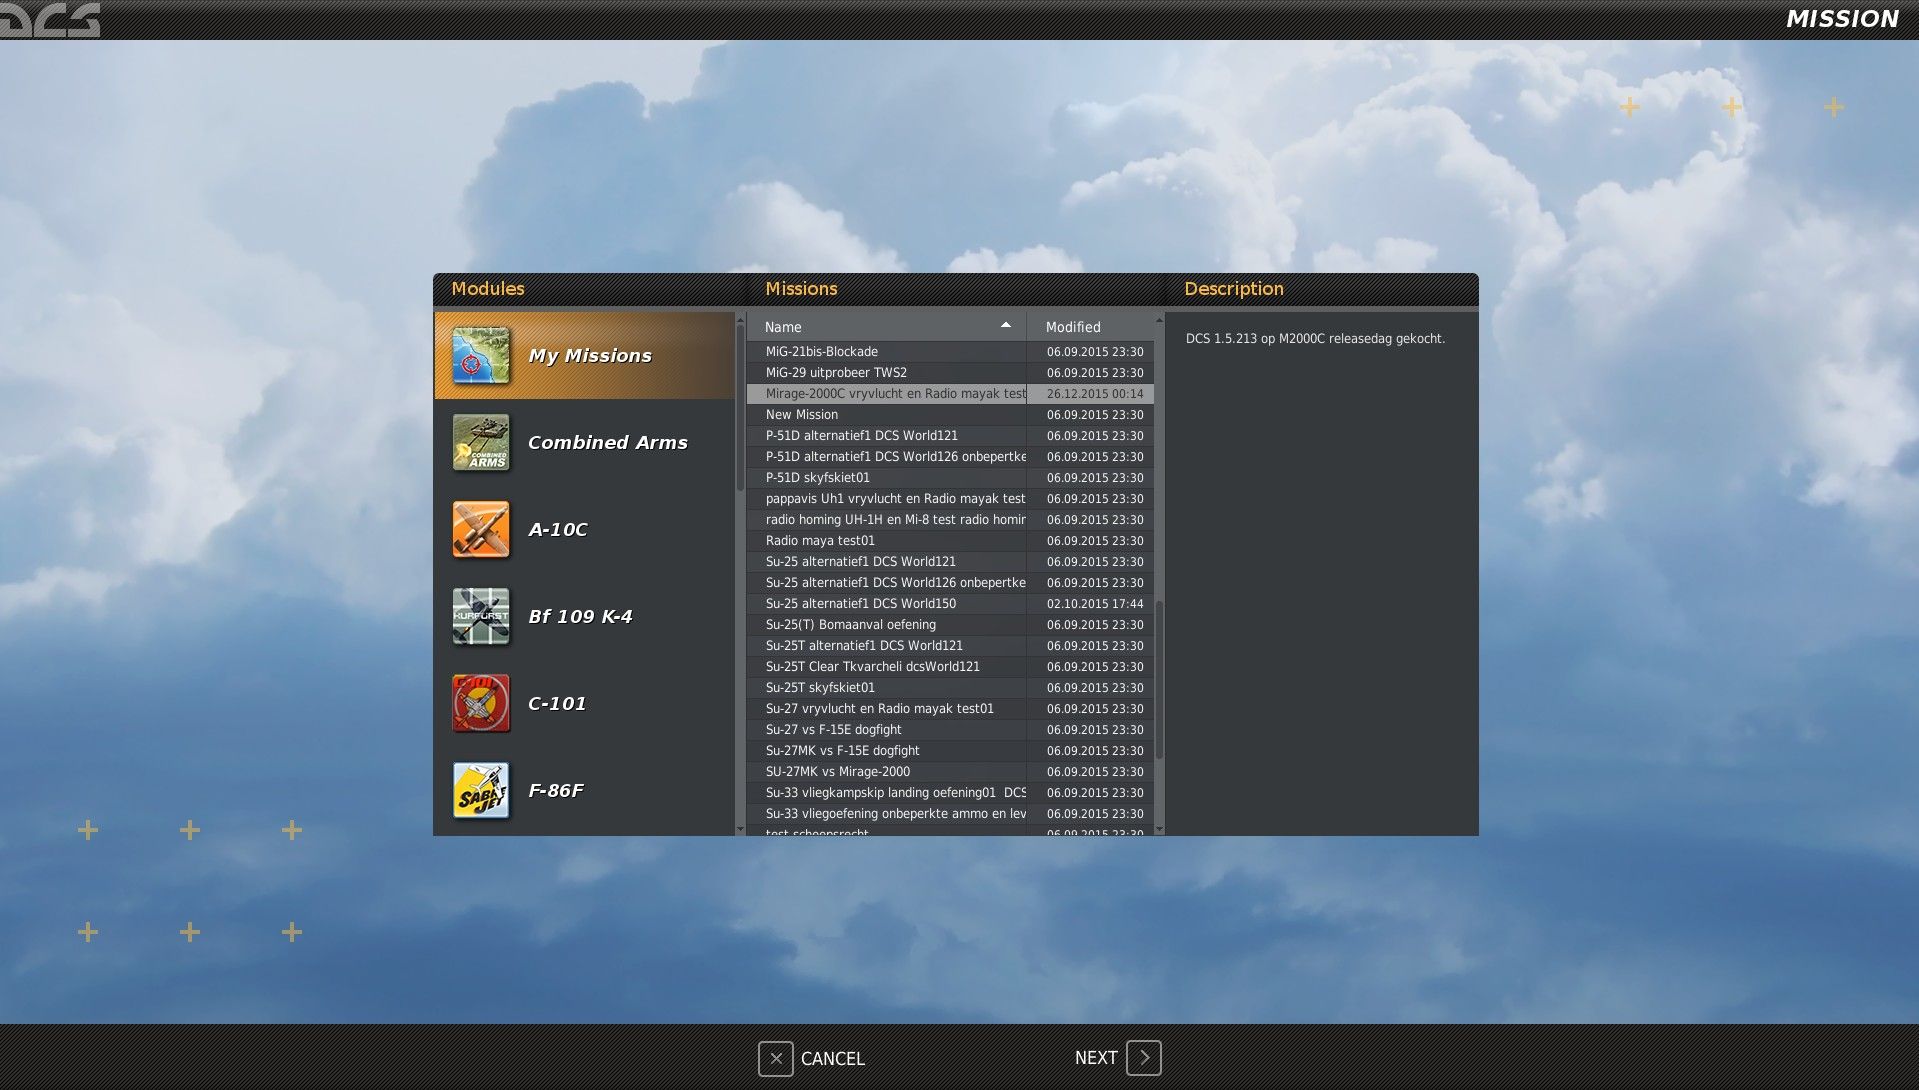 DCS
MISSION
Modules
Missions
Description
My Missions
Combined Arms
COMBINED
ARMS
A-10C
KURFÜRST
Bf 109 K-4
C-101
C-101
SABRE
JET
F-86F
Name Modified
MiG-21bis-Blockade 06.09.2015 23:30
MiG-29 uitprobeer TWS2 06.09.2015 23:30
Mirage-2000C vryvlucht en Radio mayak test 26.12.2015 00:14
New Mission 06.09.2015 23:30
P-51D alternatief1 DCS World121 06.09.2015 23:30
P-51D alternatief1 DCS World126 onbepertke 06.09.2015 23:30
P-51D skyfskiet01 06.09.2015 23:30
pappavis Uh1 vryvlucht en Radio mayak test 06.09.2015 23:30
radio homing UH-1H en Mi-8 test radio homir 06.09.2015 23:30
Radio maya test01 06.09.2015 23:30
Su-25 alternatief1 DCS World121 06.09.2015 23:30
Su-25 alternatief1 DCS World126 onbepertke 06.09.2015 23:30
Su-25 alternatief1 DCS World150 02.10.2015 17:44
Su-25(T) Bomaanval oefening 06.09.2015 23:30
Su-25T alternatief1 DCS World121 06.09.2015 23:30
Su-25T Clear Tkvarcheli dcsWorld121 06.09.2015 23:30
Su-25T skyfskiet01 06.09.2015 23:30
Su-27 vryvlucht en Radio mayak test01 06.09.2015 23:30
Su-27 vs F-15E dogfight 06.09.2015 23:30
Su-27MK vs F-15E dogfight 06.09.2015 23:30
SU-27MK vs Mirage-2000 06.09.2015 23:30
Su-33 vliegkampskip landing oefening01 DCS 06.09.2015 23:30
Su-33 vliegoefening onbeperkte ammo en lev 06.09.2015 23:30
test scheepsrecht 06.09.2015 23:30
DCS 1.5.213 op M2000C releasedag gekocht.
CANCEL
NEXT